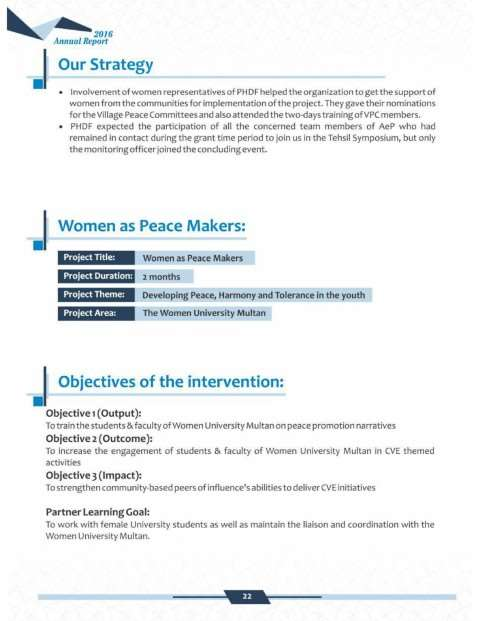 2016
Annual Report
Our Strategy
• Involvement of women representatives of PHDF helped the organization to get the support of
women from the communities for implementation of the project. They gave their nominations
for the Village Peace Committees and also attended the two-days training of VPC members.
• PHDF expected the participation of all the concerned team members of AeP who had
remained in contact during the grant time period to join us in the Tehsil Symposium, but only
the monitoring officer joined the concluding event.
Women as Peace Makers:
Project Title: Women as Peace Makers
Project Duration: 2 months
Project Theme: Developing Peace, Harmony and Tolerance in the youth
Project Area: The Women University Multan
Objectives of the intervention:
Objective 1 (Output):
To train the students & faculty of Women University Multan on peace promotion narratives
Objective 2 (Outcome):
To increase the engagement of students & faculty of Women University Multan in CVE themed
activities
Objective 3 (Impact):
To strengthen community-based peers of influence's abilities to deliver CVE initiatives
Partner Learning Goal:
To work with female University students as well as maintain the liaison and coordination with the
Women University Multan.
22